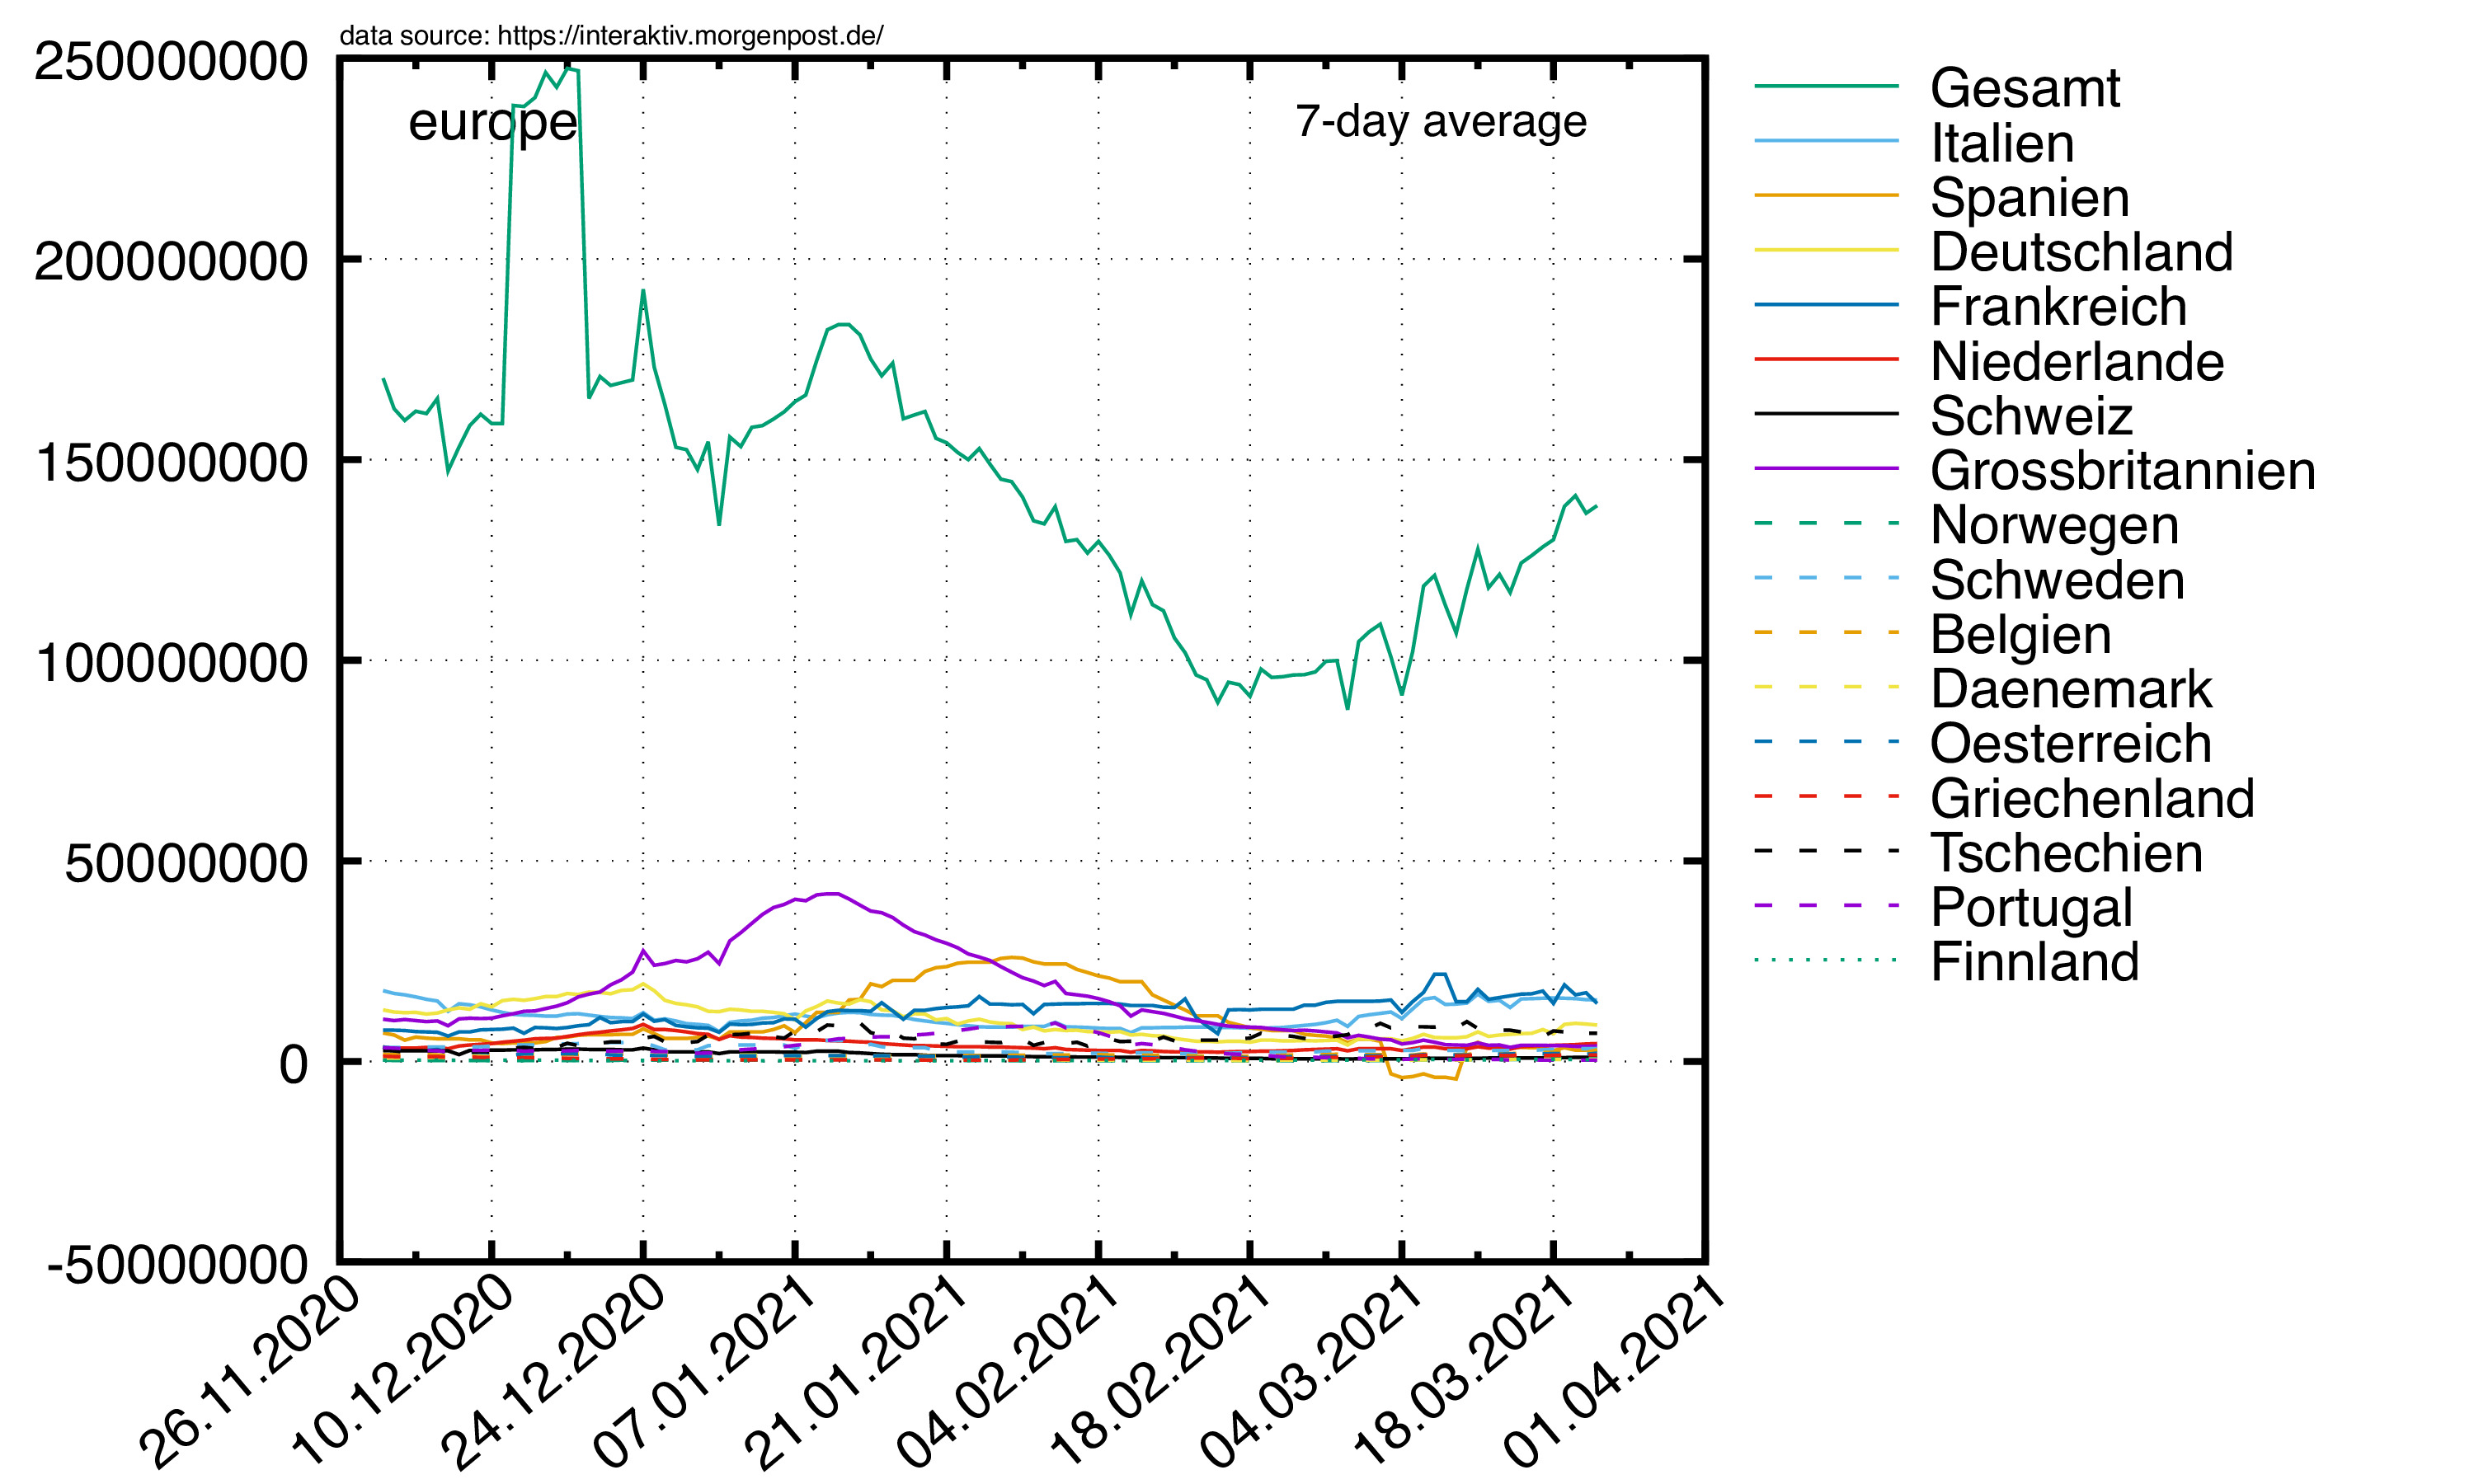 data source: https://interaktiv.morgenpost.de/
europe
7-day average
250000000
200000000
150000000
100000000
50000000
0
-50000000
26.11.2020
10.12.2020
24.12.2020
07.01.2021
21.01.2021
04.02.2021
18.02.2021
04.03.2021
18.03.2021
01.04.2021
Gesamt
Italien
Spanien
Deutschland
Frankreich
Niederlande
Schweiz
Grossbritannien
Norwegen
Schweden
Belgien
Daenemark
Oesterreich
Griechenland
Tschechien
Portugal
Finnland